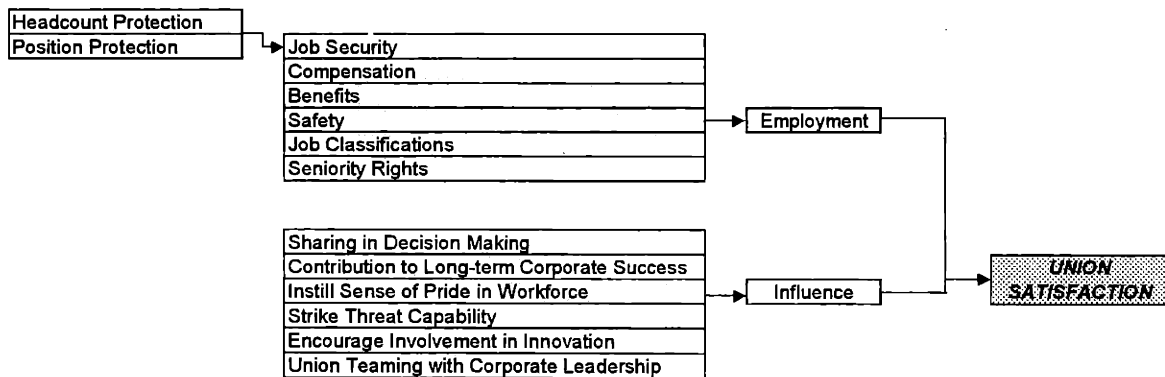 Headcount Protection
Position Protection
Job Security
Compensation
Benefits
Safety
Job Classifications
Seniority Rights
Employment
Sharing in Decision Making
Contribution to Long-term Corporate Success
Instill Sense of Pride in Workforce
Strike Threat Capability
Encourage Involvement in Innovation
Union Teaming with Corporate Leadership
Influence
UNION
SATISFACTION